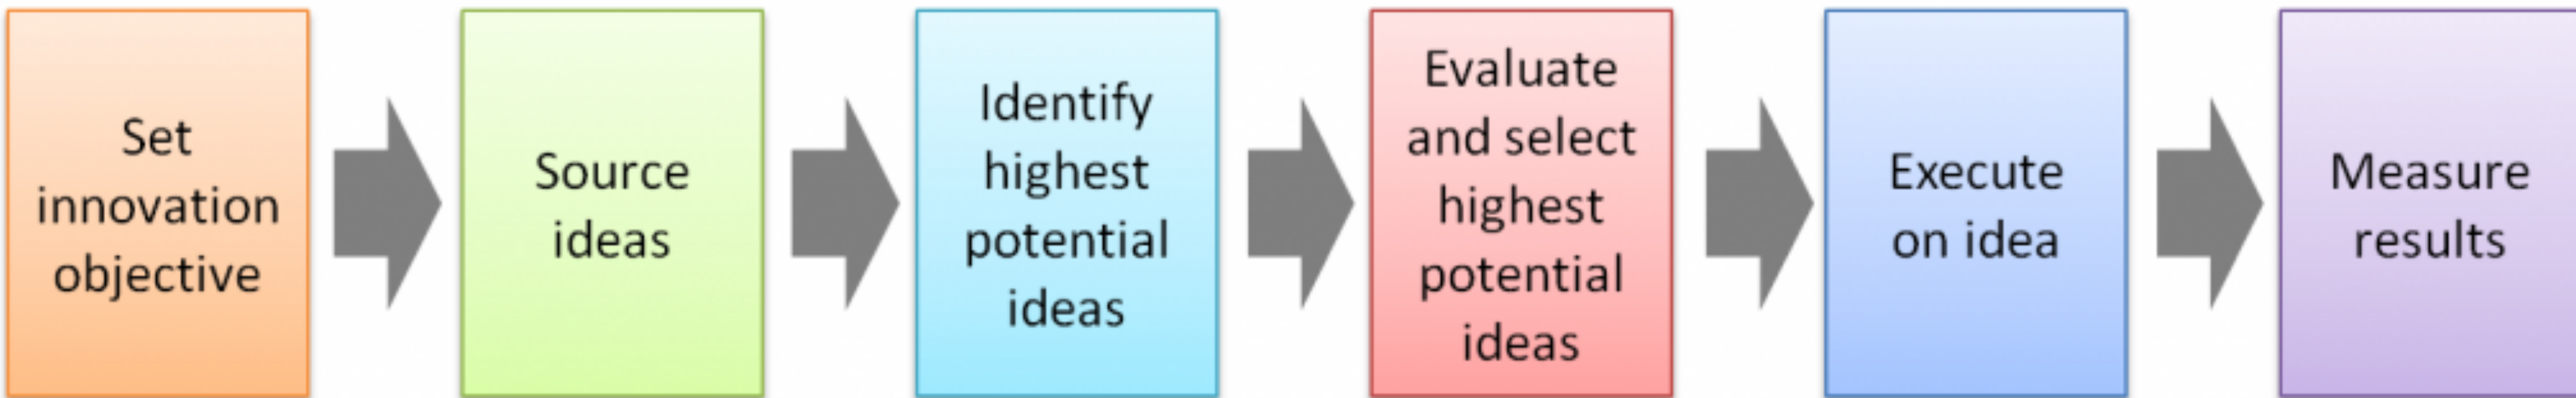 Set
innovation
objective
Source
ideas
Identify
highest
potential
ideas
Evaluate
and select
highest
potential
ideas
Execute
on idea
Measure
results